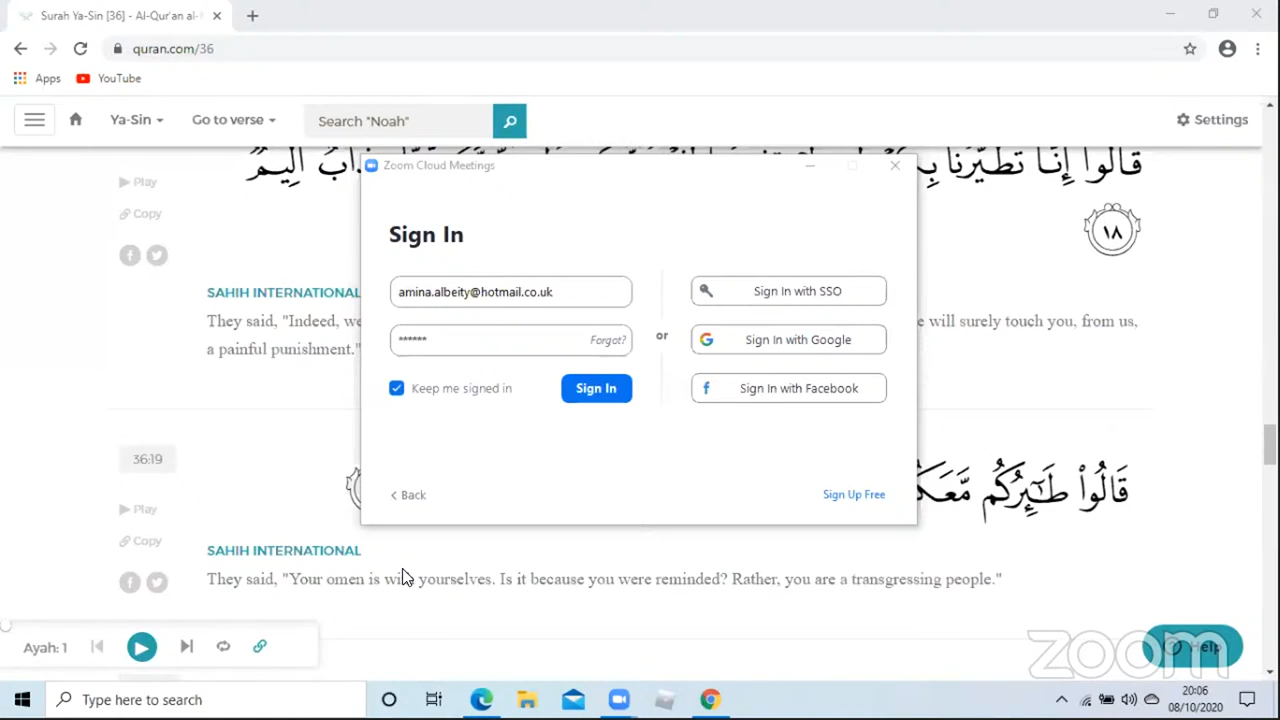 Surah Ya-Sin [36] - Al-Qur'an al-
quran.com/36
Apps
YouTube
Ya-Sin
Go to verse
Search "Noah"
Settings
Zoom Cloud Meetings
قالوا إنا تطيرنا
أليم
١٨
Play
Copy
Sign In
amina.albeity@hotmail.co.uk
******
Forgot?
Keep me signed in
Sign In
or
Sign In with SSO
Sign In with Google
Sign In with Facebook
Back
Sign Up Free
SAHIH INTERNATIONAL
They said, "Indeed, we
will surely touch you, from us,
a painful punishment."
36:19
قَالُوا۟ طَـٰٓئِرُكُم مَّعَكُ
Play
Copy
SAHIH INTERNATIONAL
They said, "Your omen is with yourselves. Is it because you were reminded? Rather, you are a transgressing people."
Ayah: 1
Help
zoom
Type here to search
20:06
08/10/2020